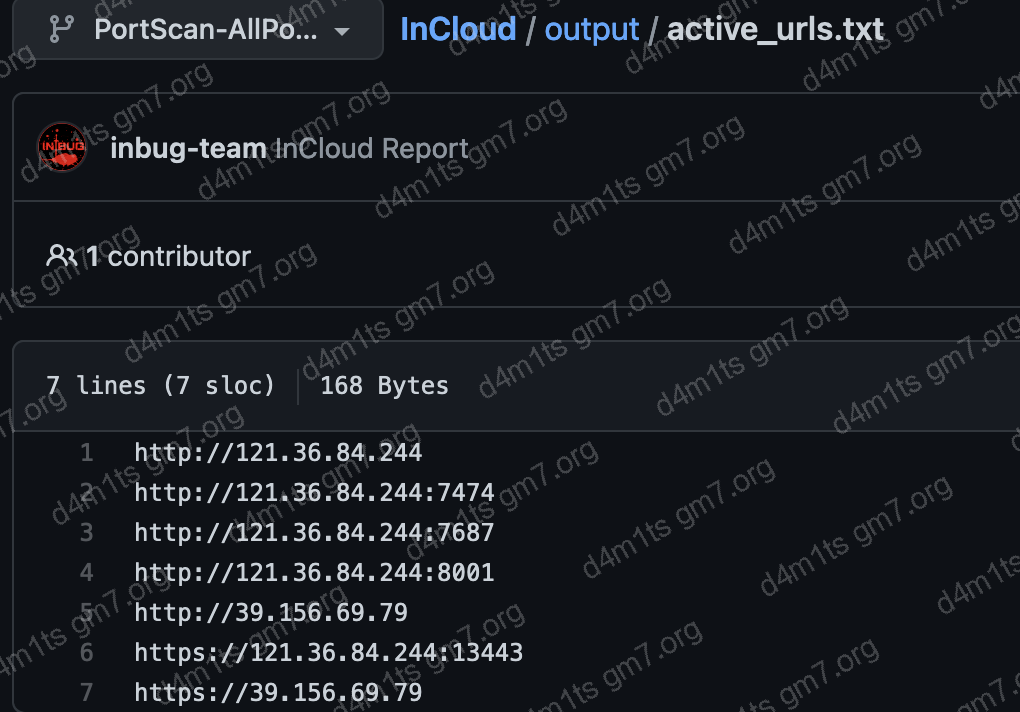 PortScan-AllPo... InCloud / output / active_urls.txt
INBUG inbug-team InCloud Report
1 contributor
7 lines (7 sloc) 168 Bytes
1 http://121.36.84.244
2 http://121.36.84.244:7474
3 http://121.36.84.244:7687
4 http://121.36.84.244:8001
5 http://39.156.69.79
6 https://121.36.84.244:13443
7 https://39.156.69.79
d4m1ts gm7.org